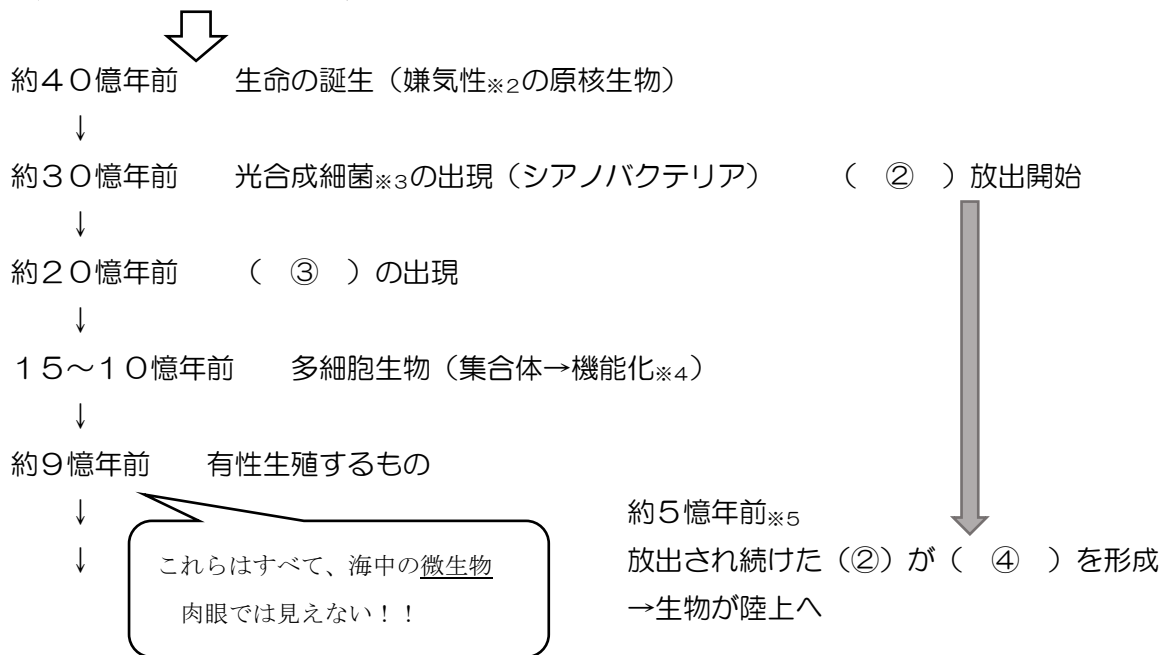 約４０億年前　生命の誕生（嫌気性※2の原核生物）
↓
約３０億年前　光合成細菌※3の出現（シアノバクテリア）　（　②　）放出開始
↓
約２０憶年前　（　③　）の出現
↓
１５～１０憶年前　多細胞生物（集合体→機能化※4）
↓
約９憶年前　有性生殖するもの
↓
↓
これらはすべて、海中の微生物
肉眼では見えない！！
約５憶年前※5
放出され続けた（②）が（　④　）を形成
→生物が陸上へ